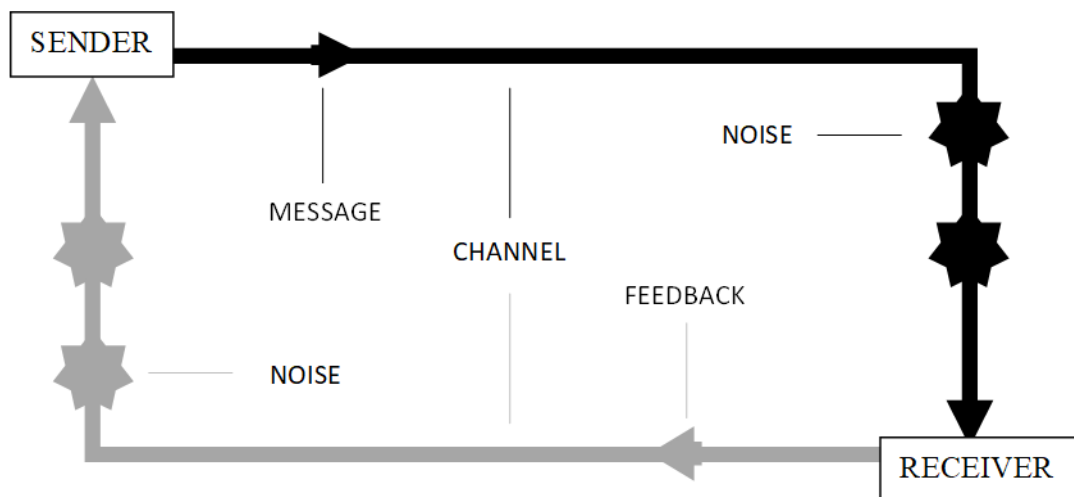 SENDER
NOISE
MESSAGE
CHANNEL
FEEDBACK
NOISE
RECEIVER